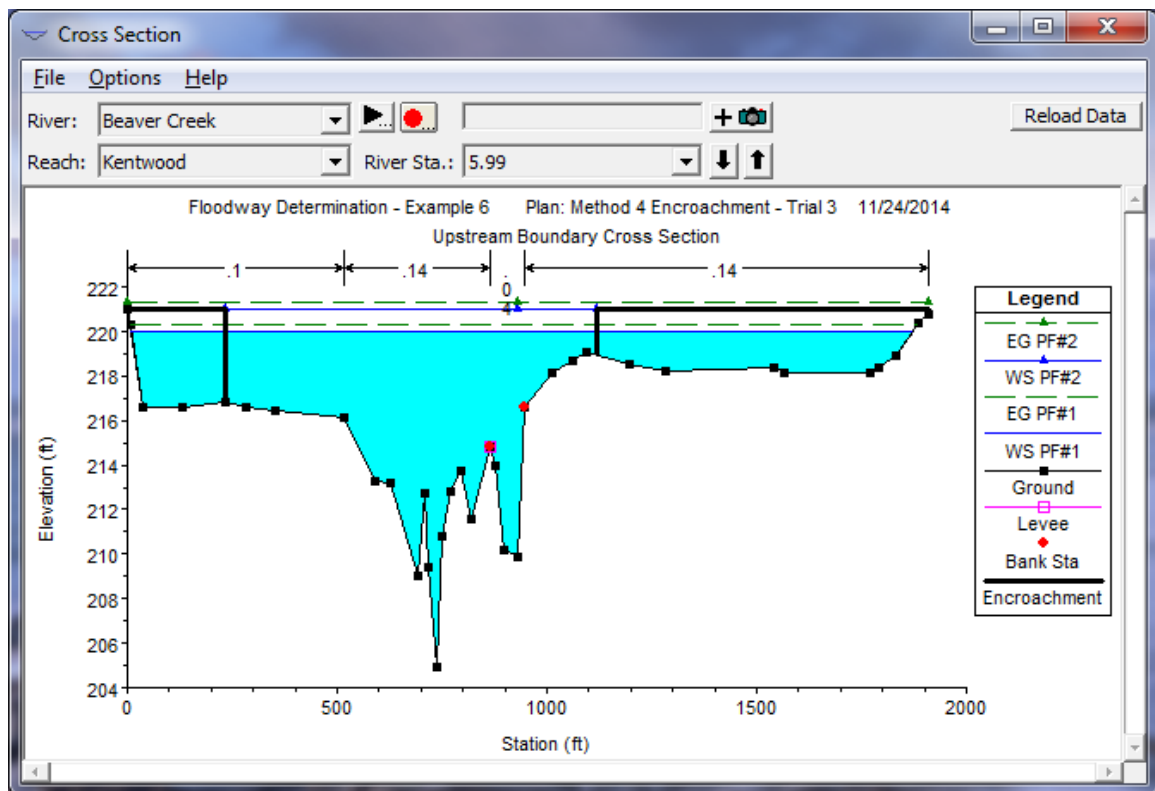 Cross Section
File Options Help
River: Beaver Creek
Reload Data
Reach: Kentwood River Sta.: 5.99
Floodway Determination - Example 6 Plan: Method 4 Encroachment - Trial 3 11/24/2014
Upstream Boundary Cross Section
.1 .14 .04 .14
Elevation (ft)
222
220
218
216
214
212
210
208
206
204
0 500 1000 1500 2000
Station (ft)
Legend
EG PF#2
WS PF#2
EG PF#1
WS PF#1
Ground
Levee
Bank Sta
Encroachment